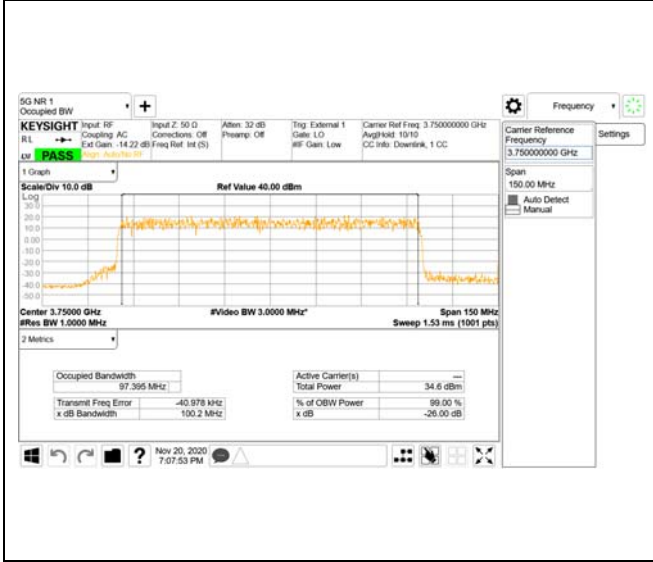 5G NR 1
Occupied BW
Frequency
KEYSIGHT Input: RF Input Z: 50 Ω Atten: 32 dB Trig: External 1 Carrier Ref Freq: 3.750000000 GHz
RL Coupling: AC Corrections: Off Preamp: Off Gate: LO Avg|Hold: 10/10
Ext Gain: -14.22 dB Freq Ref: Int (S) #IF Gain: Low CC Info: Downlink, 1 CC
PASS Align: Auto/No RF
Carrier Reference Frequency
3.750000000 GHz
Settings
Span
150.00 MHz
Auto Detect
Manual
1 Graph
Scale/Div 10.0 dB Ref Value 40.00 dBm
Log
30.0
20.0
10.0
0.00
-10.0
-20.0
-30.0
-40.0
-50.0
Center 3.75000 GHz #Video BW 3.0000 MHz* Span 150 MHz
#Res BW 1.0000 MHz Sweep 1.53 ms (1001 pts)
2 Metrics
Occupied Bandwidth Active Carrier(s) ---
97.395 MHz Total Power 34.6 dBm
Transmit Freq Error -40.978 kHz % of OBW Power 99.00 %
x dB Bandwidth 100.2 MHz x dB -26.00 dB
Nov 20, 2020
7:07:53 PM